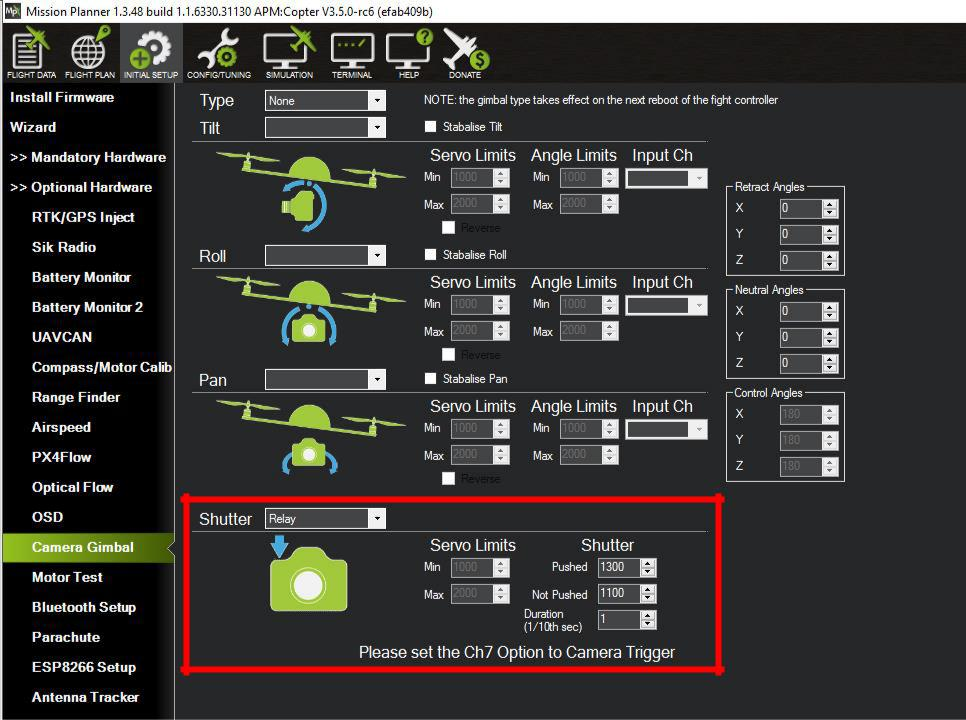 Mission Planner 1.3.48 build 1.1.6330.31130 APM:Copter V3.5.0-rc6 (efab409b)
FLIGHT DATA FLIGHT PLAN INITIAL SETUP CONFIG/TUNING SIMULATION TERMINAL HELP DONATE
Install Firmware
Wizard
>> Mandatory Hardware
>> Optional Hardware
RTK/GPS Inject
Sik Radio
Battery Monitor
Battery Monitor 2
UAVCAN
Compass/Motor Calib
Range Finder
Airspeed
PX4Flow
Optical Flow
OSD
Camera Gimbal
Motor Test
Bluetooth Setup
Parachute
ESP8266 Setup
Antenna Tracker
Type None NOTE: the gimbal type takes effect on the next reboot of the fight controller
Tilt Stabalise Tilt
Servo Limits Angle Limits Input Ch
Min 1000 Min 1000
Max 2000 Max 2000
Reverse
Roll Stabalise Roll
Servo Limits Angle Limits Input Ch
Min 1000 Min 1000
Max 2000 Max 2000
Reverse
Pan Stabalise Pan
Servo Limits Angle Limits Input Ch
Min 1000 Min 1000
Max 2000 Max 2000
Reverse
Retract Angles
X 0
Y 0
Z 0
Neutral Angles
X 0
Y 0
Z 0
Control Angles
X 180
Y 180
Z 180
Shutter Relay
Servo Limits Shutter
Min 1000 Pushed 1300
Max 2000 Not Pushed 1100
Duration
(1/10th sec) 1
Please set the Ch7 Option to Camera Trigger